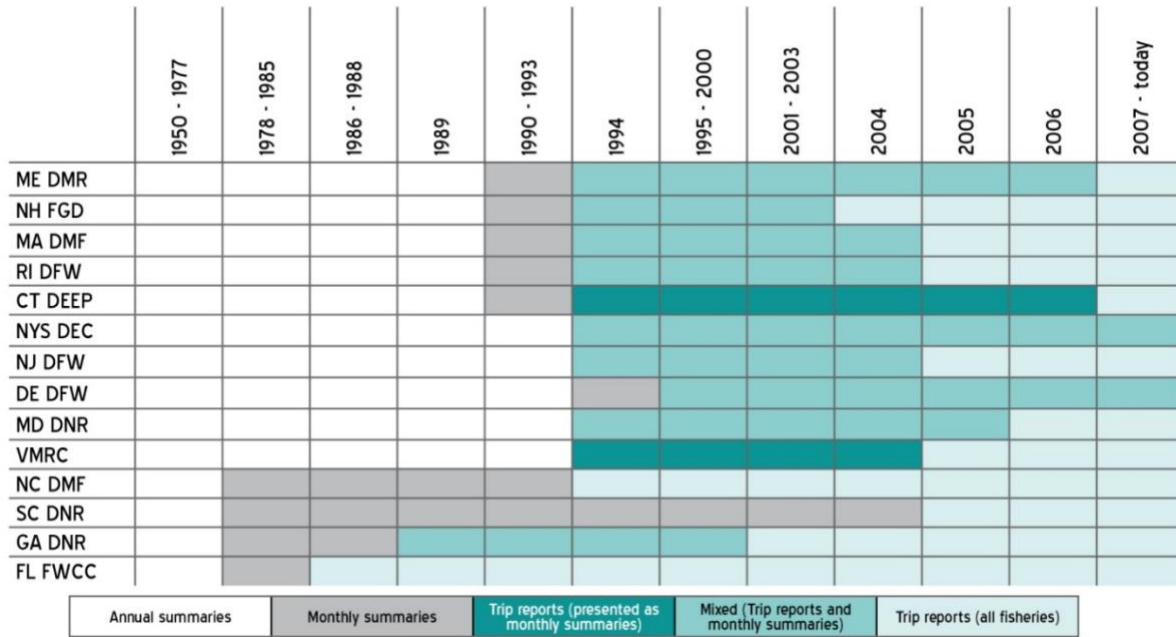 1950 - 1977
1978 - 1985
1986 - 1988
1989
1990 - 1993
1994
1995 - 2000
2001 - 2003
2004
2005
2006
2007 - today
ME DMR
NH FGD
MA DMF
RI DFW
CT DEEP
NYS DEC
NJ DFW
DE DFW
MD DNR
VMRC
NC DMF
SC DNR
GA DNR
FL FWCC
Annual summaries
Monthly summaries
Trip reports (presented as
monthly summaries)
Mixed (Trip reports and
monthly summaries)
Trip reports (all fisheries)